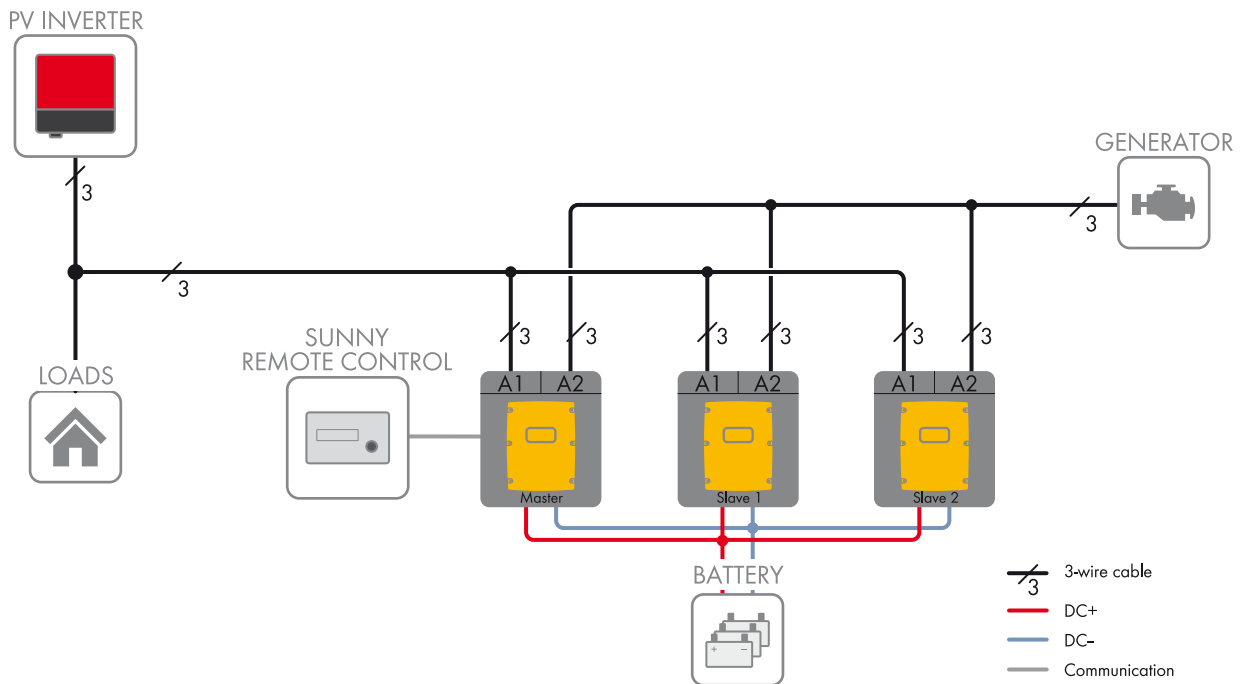 PV INVERTER
3
GENERATOR
3
3
SUNNY
REMOTE CONTROL
3
3
3
3
3
3
LOADS
A1 A2
A1 A2
A1 A2
Master
Slave 1
Slave 2
BATTERY
+ −
3-wire cable
3
DC+
DC−
Communication